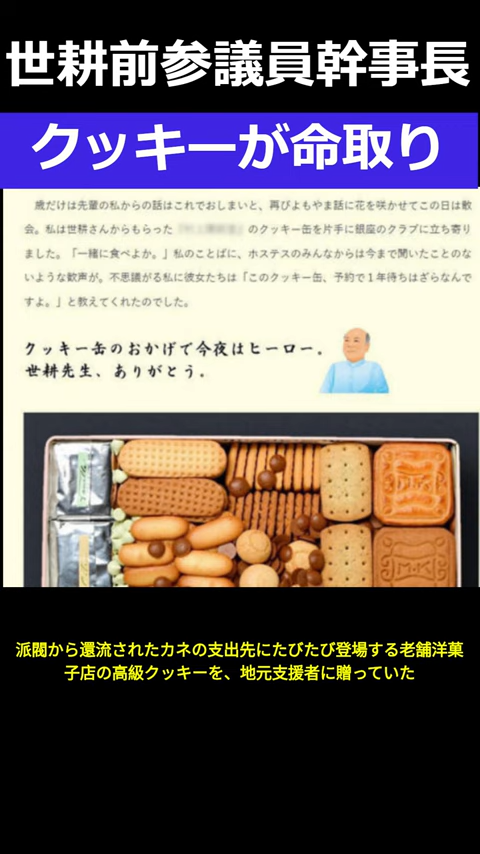 世耕前参議員幹事長
クッキーが命取り
歳だけは先輩の私からの話はこれでおしまいと、再びよもやま話に花を咲かせてこの日は散
会。私は世耕さんからもらった のクッキー缶を片手に銀座のクラブに立ち寄り
ました。「一緒に食べよか。」私のことばに、ホステスのみんなからは今まで聞いたことのな
いような歓声が。不思議がる私に彼女たちは「このクッキー缶、予約で1年待ちはざらなんで
すよ。」と教えてくれたのでした。
クッキー缶のおかげで今夜はヒーロー。
世耕先生、ありがとう。
M・K
派閥から還流されたカネの支出先にたびたび登場する老舗洋菓
子店の高級クッキーを、地元支援者に贈っていた